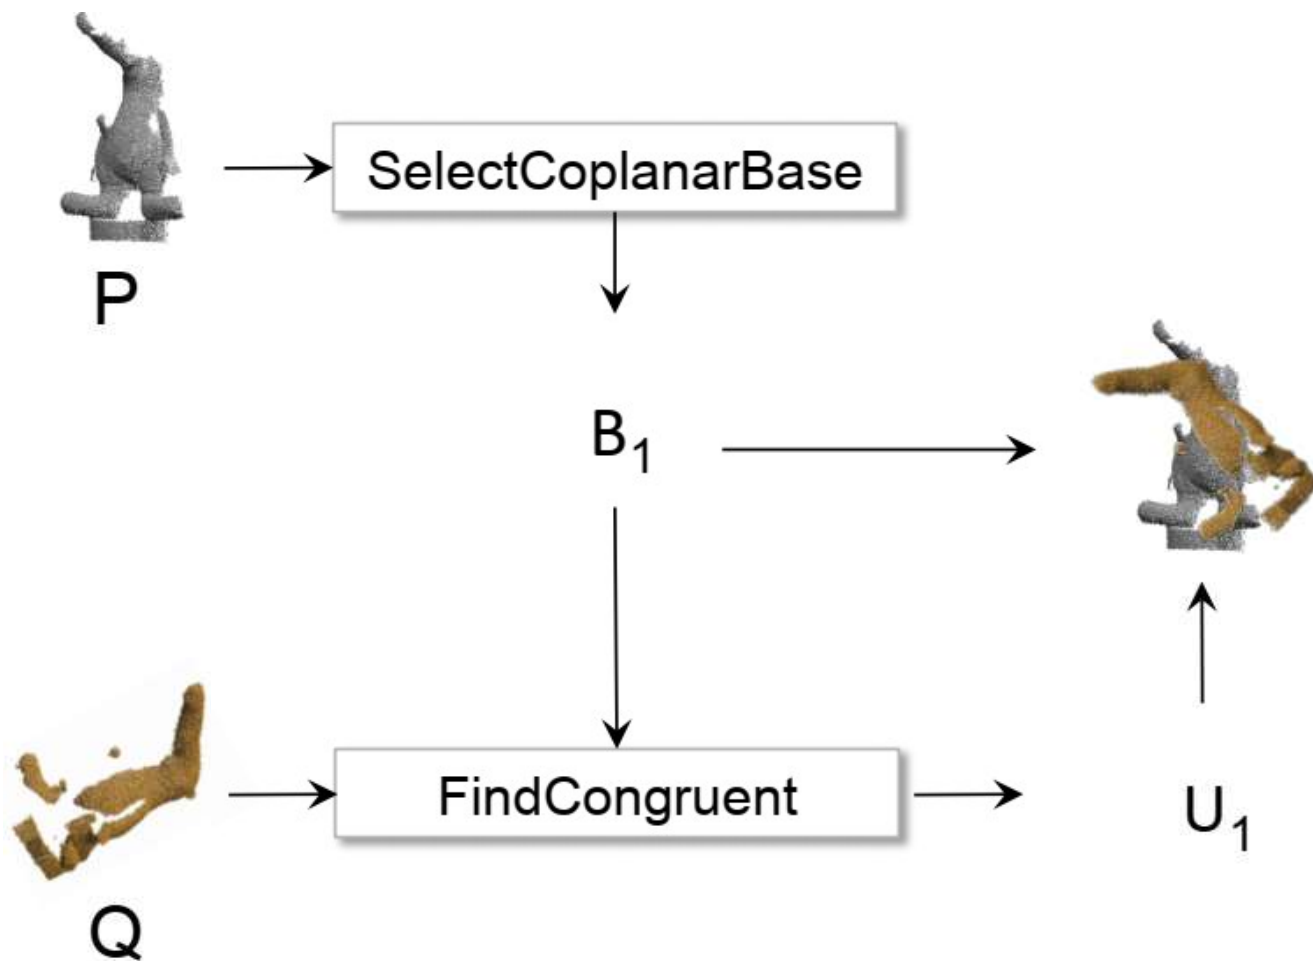 SelectCoplanarBase
P
B₁
FindCongruent
U₁
Q